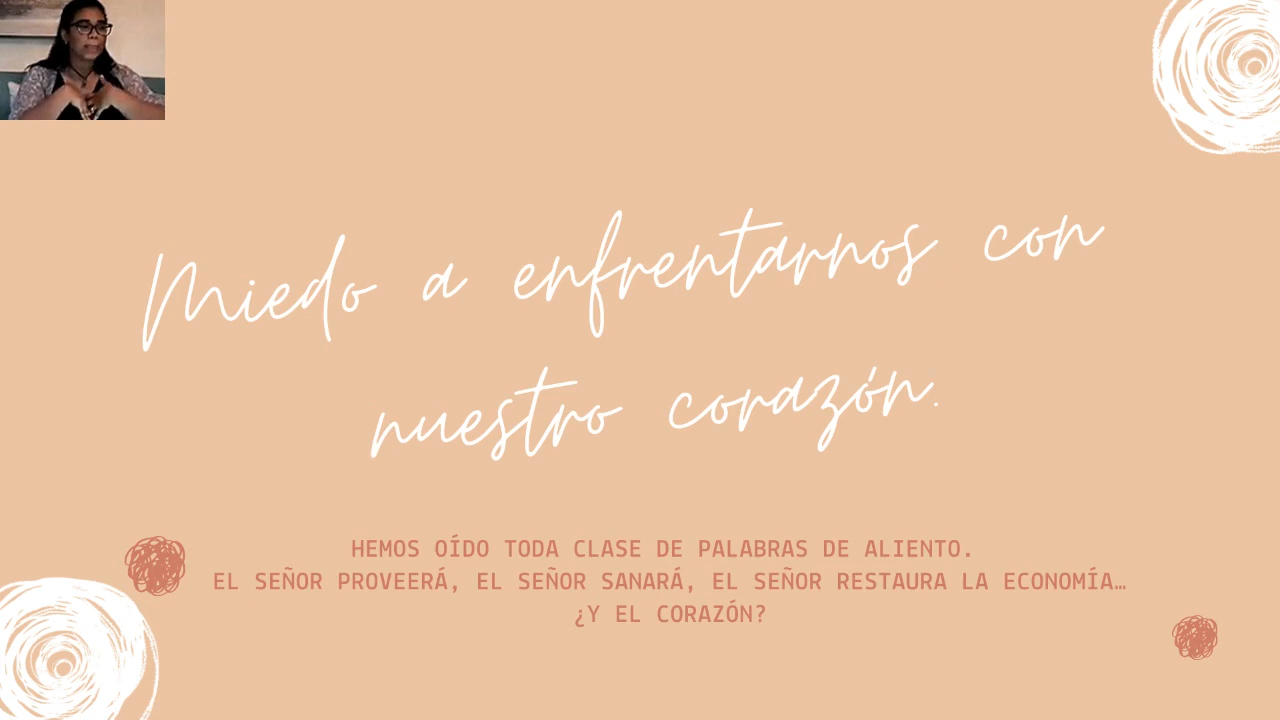 Miedo a enfrentarnos con
nuestro corazón.
HEMOS OÍDO TODA CLASE DE PALABRAS DE ALIENTO.
EL SEÑOR PROVEERÁ, EL SEÑOR SANARÁ, EL SEÑOR RESTAURA LA ECONOMÍA…
¿Y EL CORAZÓN?